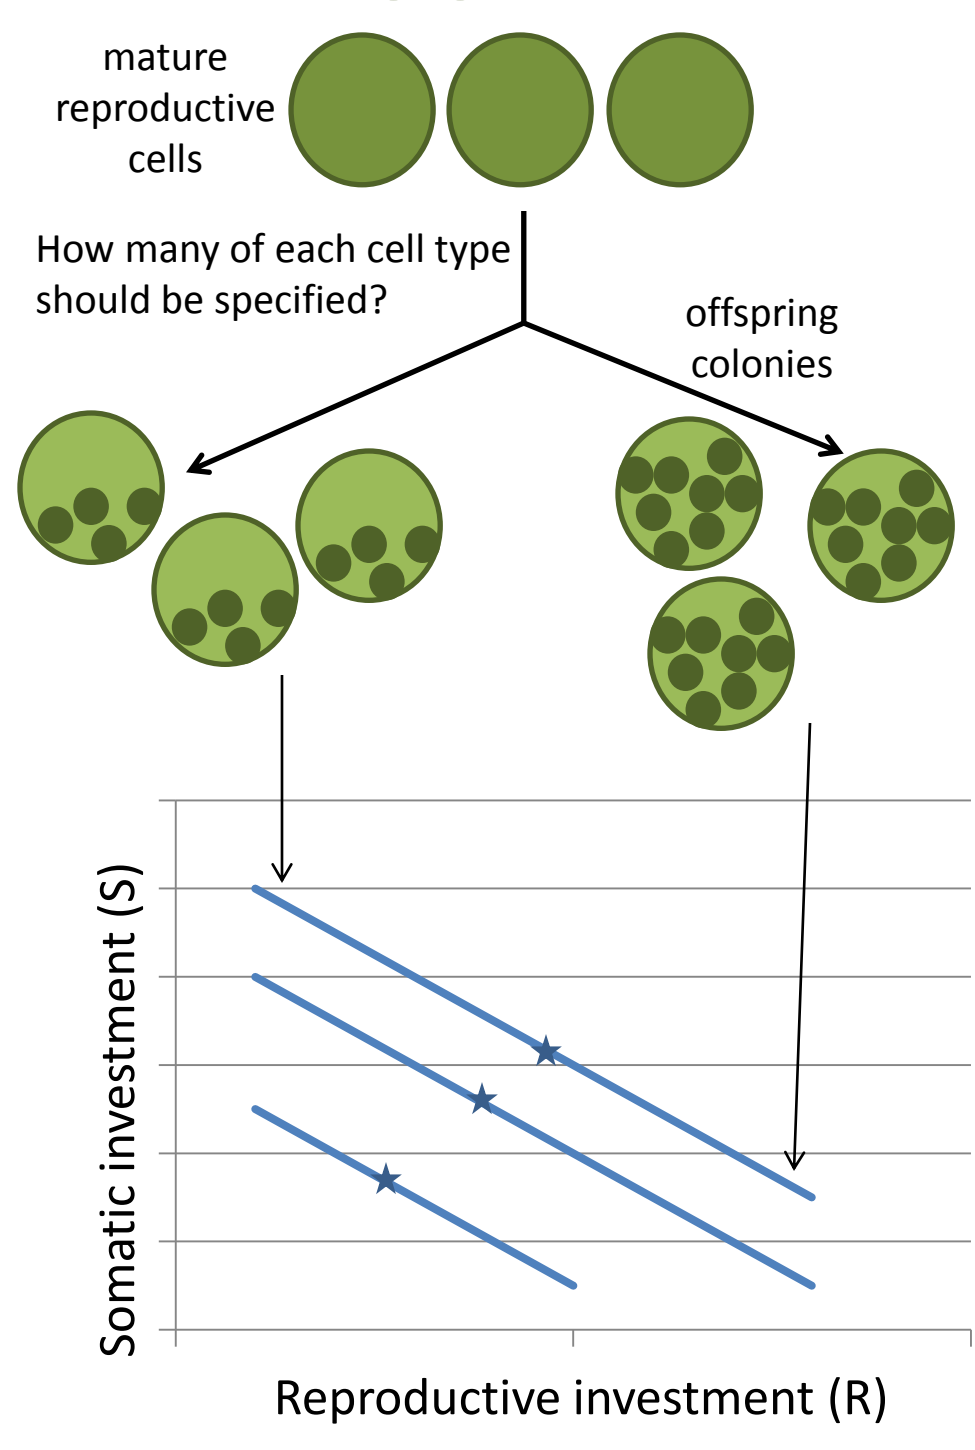 mature
reproductive
cells
How many of each cell type
should be specified?
offspring
colonies
Somatic investment (S)
Reproductive investment (R)